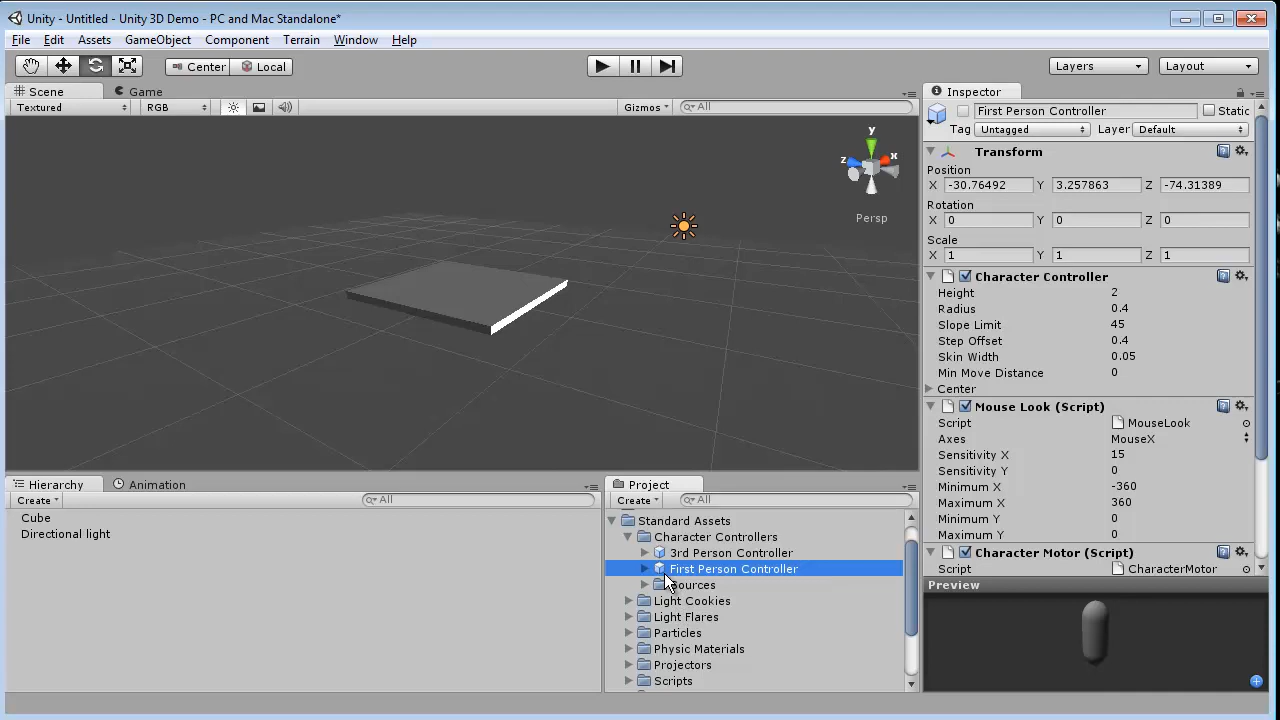 Unity - Untitled - Unity 3D Demo - PC and Mac Standalone*
File Edit Assets GameObject Component Terrain Window Help
Center Local Layers Layout
Scene Game
Textured RGB Gizmos All
y
z x
Persp
Inspector
First Person Controller Static
Tag Untagged Layer Default
Transform
Position
X -30.76492 Y 3.257863 Z -74.31389
Rotation
X 0 Y 0 Z 0
Scale
X 1 Y 1 Z 1
Character Controller
Height 2
Radius 0.4
Slope Limit 45
Step Offset 0.4
Skin Width 0.05
Min Move Distance 0
Center
Mouse Look (Script)
Script MouseLook
Axes MouseX
Sensitivity X 15
Sensitivity Y 0
Minimum X -360
Maximum X 360
Minimum Y 0
Maximum Y 0
Character Motor (Script)
Script CharacterMotor
Preview
Hierarchy Animation
Create All
Cube
Directional light
Project
Create All
Standard Assets
Character Controllers
3rd Person Controller
First Person Controller
Sources
Light Cookies
Light Flares
Particles
Physic Materials
Projectors
Scripts